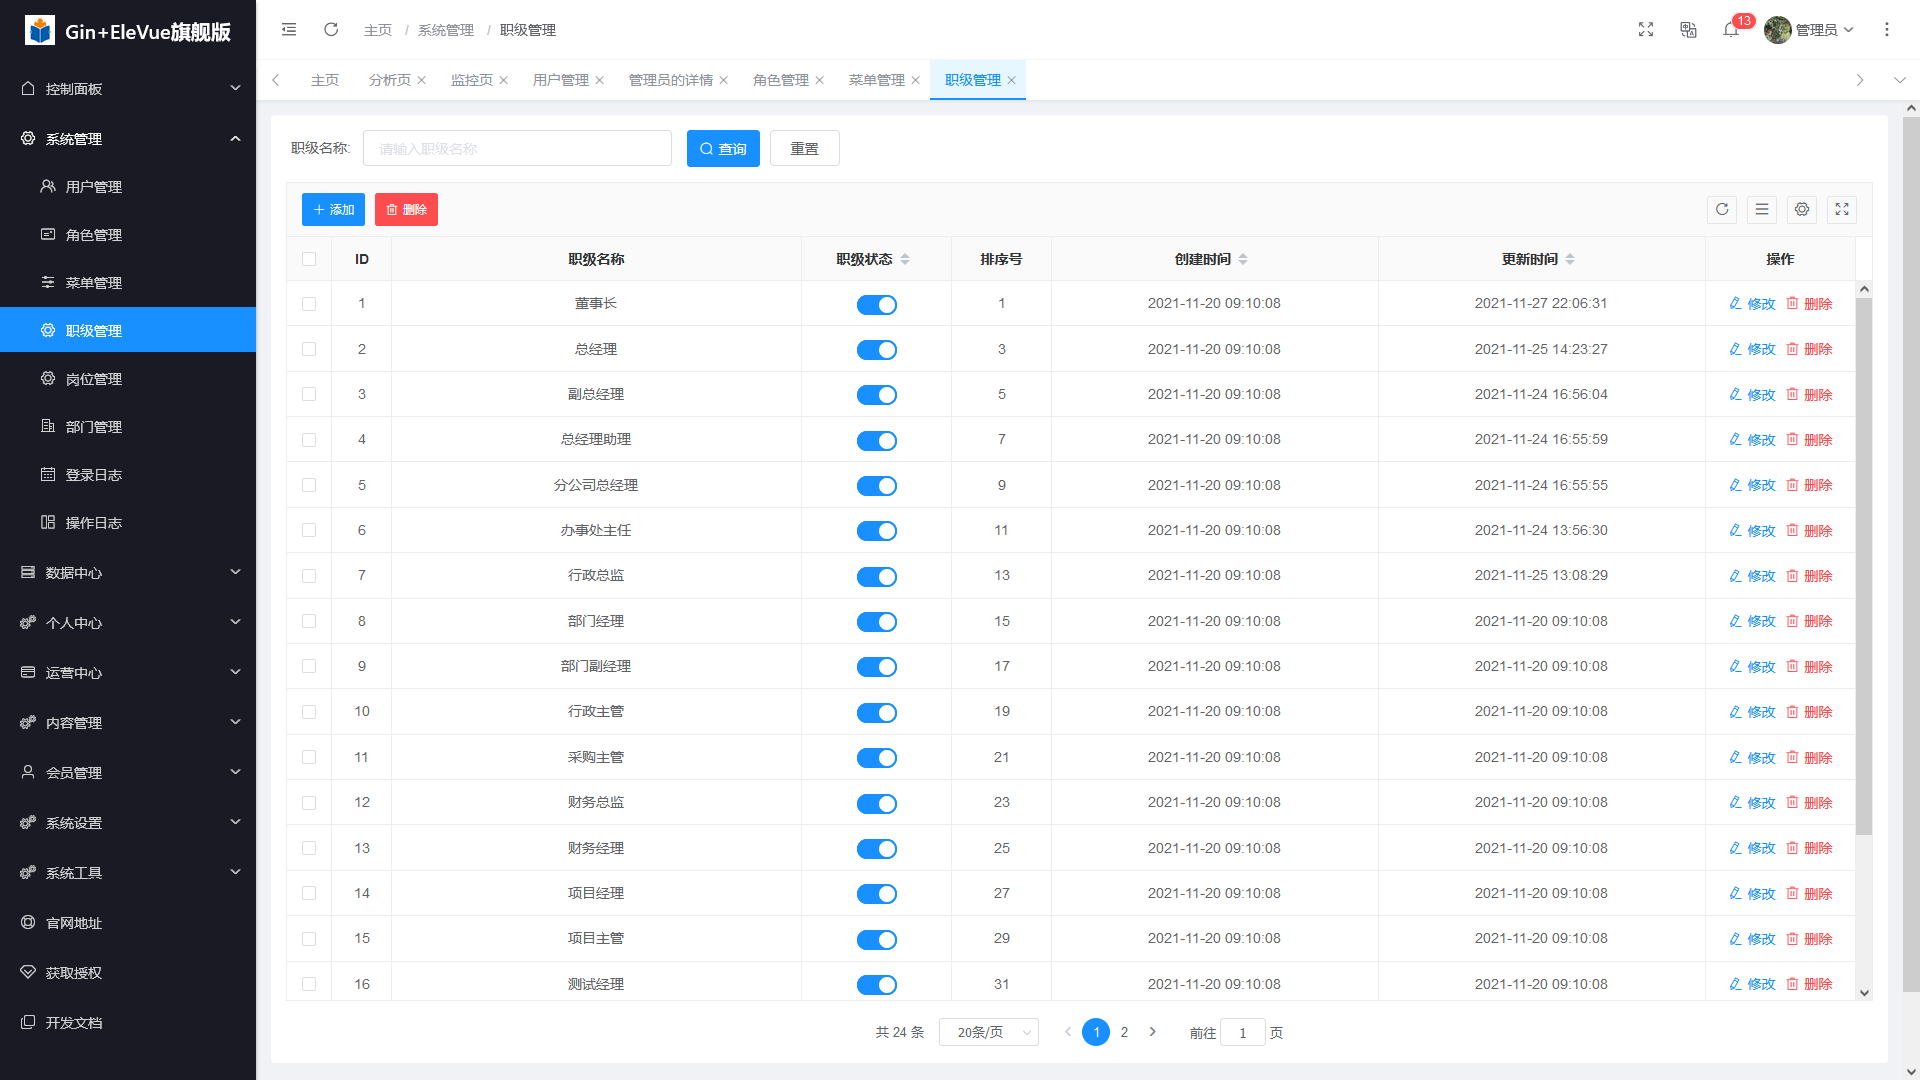 Gin+EleVue旗舰版
主页 / 系统管理 / 职级管理
13
管理员
控制面板
系统管理
用户管理
角色管理
菜单管理
职级管理
岗位管理
部门管理
登录日志
操作日志
数据中心
个人中心
运营中心
内容管理
会员管理
系统设置
系统工具
官网地址
获取授权
开发文档
主页 分析页 监控页 用户管理 管理员的详情 角色管理 菜单管理 职级管理
职级名称: 请输入职级名称 查询 重置
添加 删除
ID 职级名称 职级状态 排序号 创建时间 更新时间 操作
1 董事长 1 2021-11-20 09:10:08 2021-11-27 22:06:31 修改 删除
2 总经理 3 2021-11-20 09:10:08 2021-11-25 14:23:27 修改 删除
3 副总经理 5 2021-11-20 09:10:08 2021-11-24 16:56:04 修改 删除
4 总经理助理 7 2021-11-20 09:10:08 2021-11-24 16:55:59 修改 删除
5 分公司总经理 9 2021-11-20 09:10:08 2021-11-24 16:55:55 修改 删除
6 办事处主任 11 2021-11-20 09:10:08 2021-11-24 13:56:30 修改 删除
7 行政总监 13 2021-11-20 09:10:08 2021-11-25 13:08:29 修改 删除
8 部门经理 15 2021-11-20 09:10:08 2021-11-20 09:10:08 修改 删除
9 部门副经理 17 2021-11-20 09:10:08 2021-11-20 09:10:08 修改 删除
10 行政主管 19 2021-11-20 09:10:08 2021-11-20 09:10:08 修改 删除
11 采购主管 21 2021-11-20 09:10:08 2021-11-20 09:10:08 修改 删除
12 财务总监 23 2021-11-20 09:10:08 2021-11-20 09:10:08 修改 删除
13 财务经理 25 2021-11-20 09:10:08 2021-11-20 09:10:08 修改 删除
14 项目经理 27 2021-11-20 09:10:08 2021-11-20 09:10:08 修改 删除
15 项目主管 29 2021-11-20 09:10:08 2021-11-20 09:10:08 修改 删除
16 测试经理 31 2021-11-20 09:10:08 2021-11-20 09:10:08 修改 删除
共 24 条 20条/页 1 2 前往 1 页